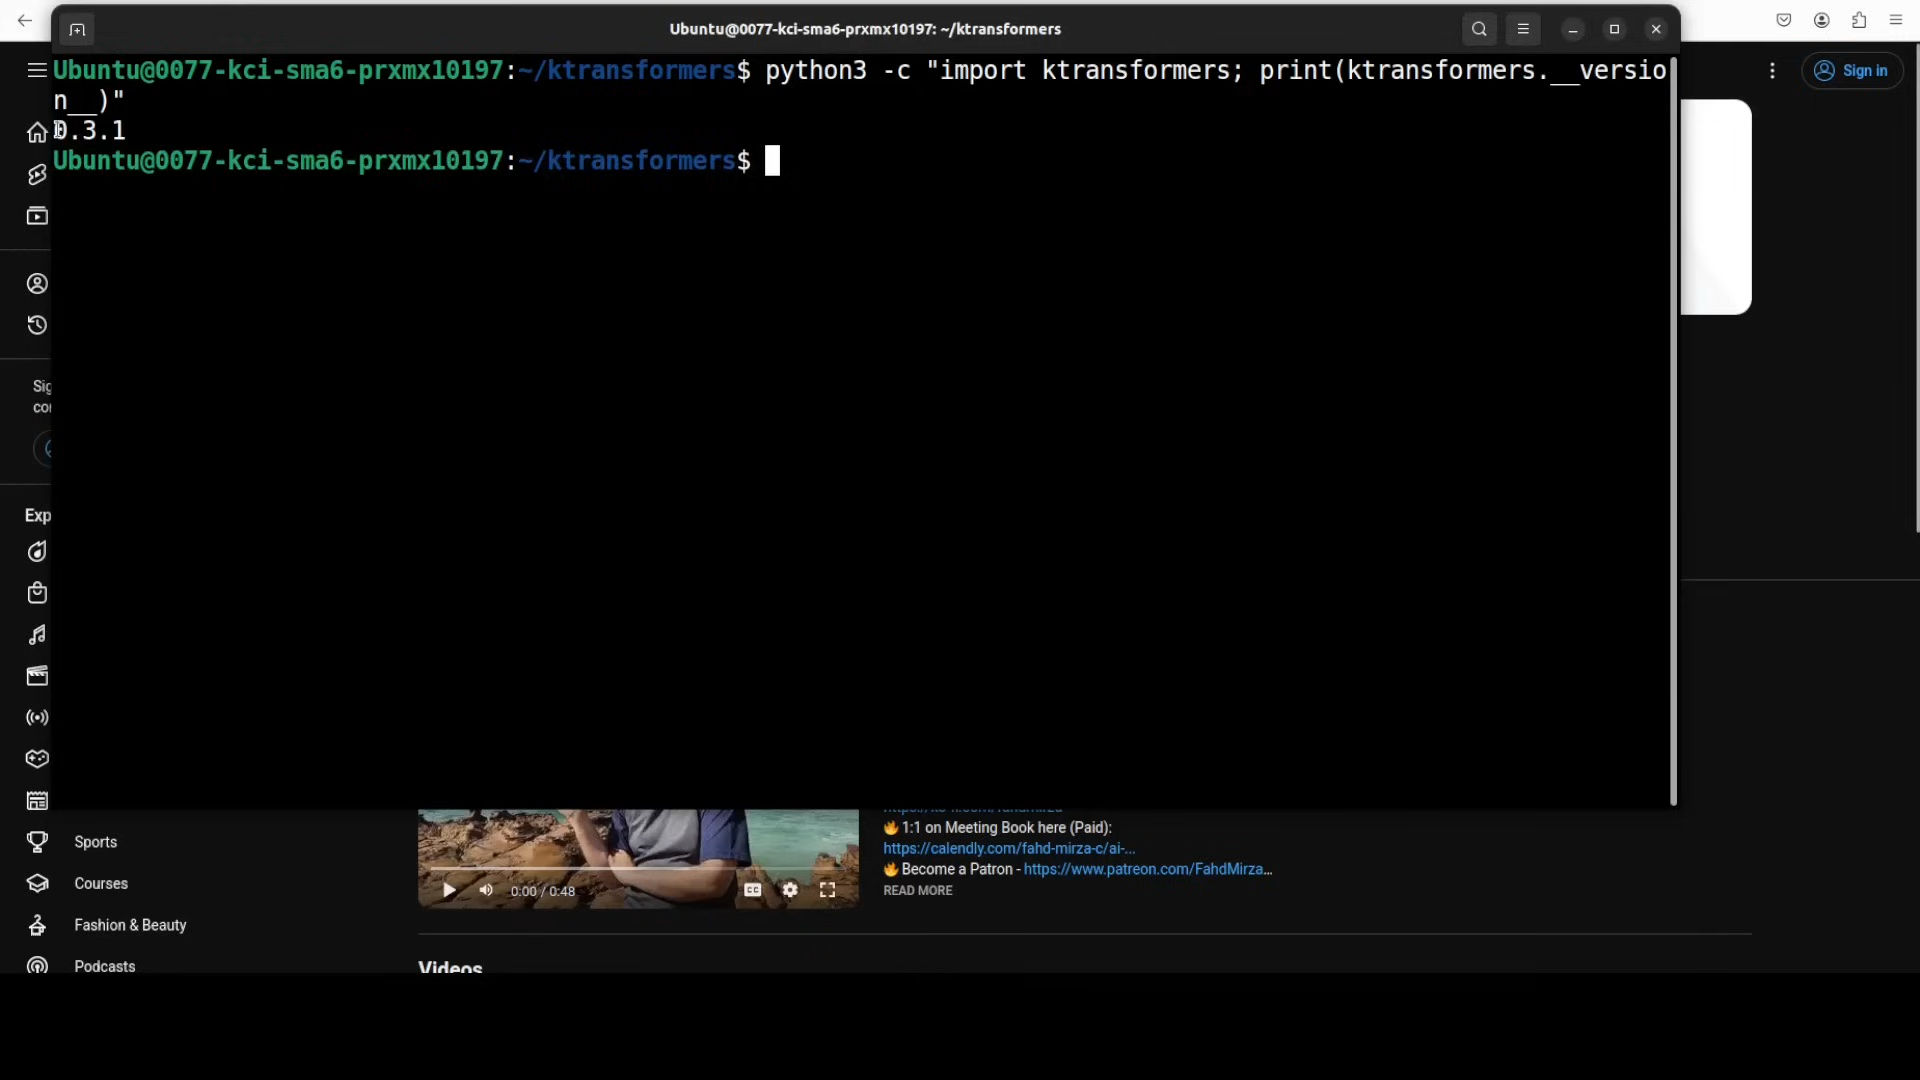 Ubuntu@0077-kci-sma6-prxmx10197: ~/ktransformers
Ubuntu@0077-kci-sma6-prxmx10197:~/ktransformers$ python3 -c "import ktransformers; print(ktransformers.__versio
n__)"
0.3.1
Ubuntu@0077-kci-sma6-prxmx10197:~/ktransformers$
Sign in
Sig
co
Exp
Sports
Courses
Fashion & Beauty
Podcasts
0:00 / 0:48
CC
🔥 1:1 on Meeting Book here (Paid):
https://calendly.com/fahd-mirza-c/ai-...
🔥 Become a Patron - https://www.patreon.com/FahdMirza...
READ MORE
Videos